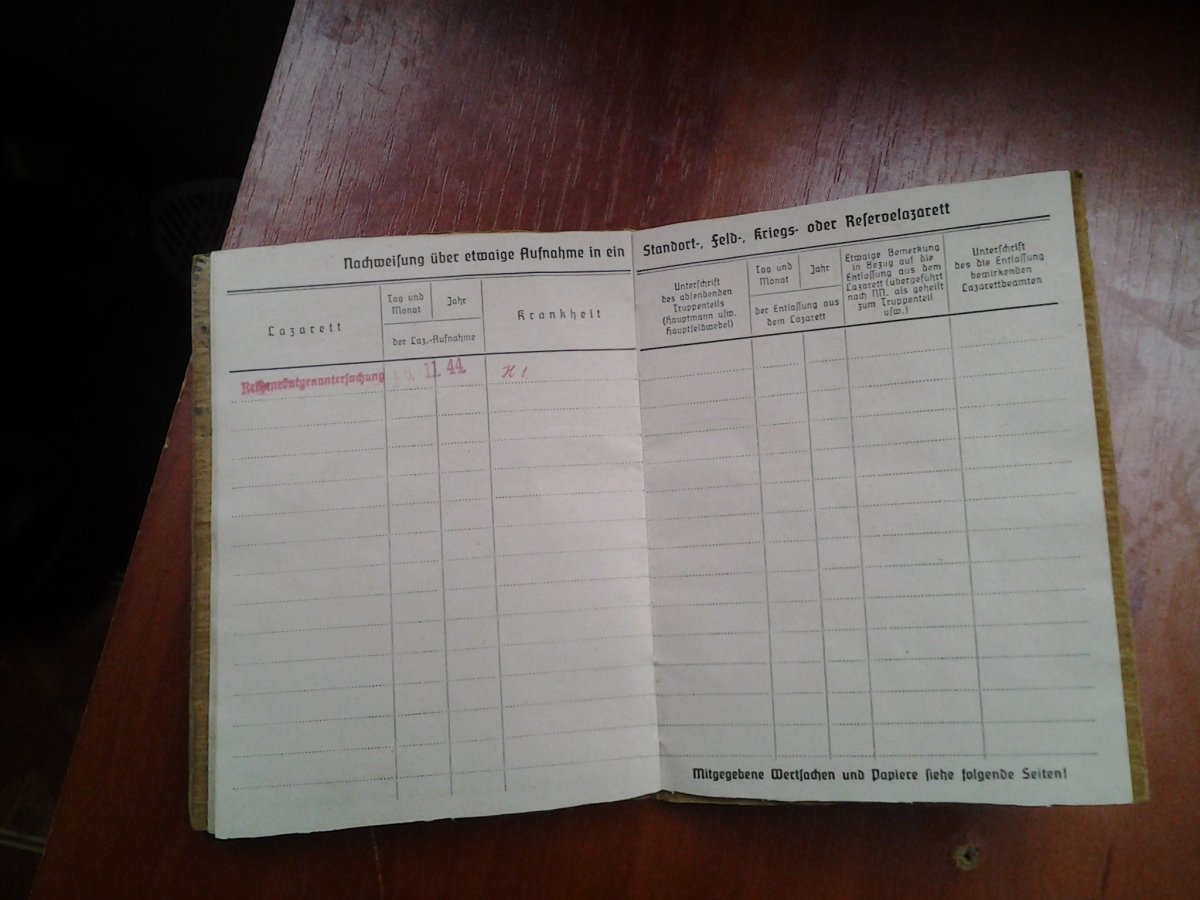 Nachweisung über etwaige Aufnahme in ein
Lazarett
Tag und
Monat
Jahr
der Laz.-Aufnahme
Krankheit
Reihenröntgenuntersuchung 11. 44.
Standort-, Feld-, Kriegs- oder Reservelazarett
Unterschrift
des absendenden
Truppenteils
(Hauptmann usw.
Hauptfeldwebel)
Tag und
Monat
Jahr
der Entlassung aus
dem Lazarett
Etwaige Bemerkung
in Bezug auf die
Entlassung aus dem
Lazarett (übergeführt
nach NN. als geheilt
zum Truppenteil
usw.)
Unterschrift
des die Entlassung
bewirkenden
Lazarettbeamten
Mitgegebene Wertsachen und Papiere siehe folgende Seiten!